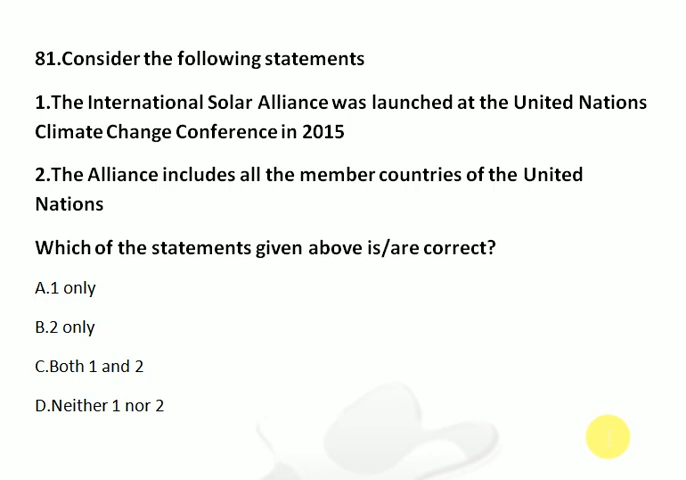 81.Consider the following statements
1.The International Solar Alliance was launched at the United Nations
Climate Change Conference in 2015
2.The Alliance includes all the member countries of the United
Nations
Which of the statements given above is/are correct?
A.1 only
B.2 only
C.Both 1 and 2
D.Neither 1 nor 2